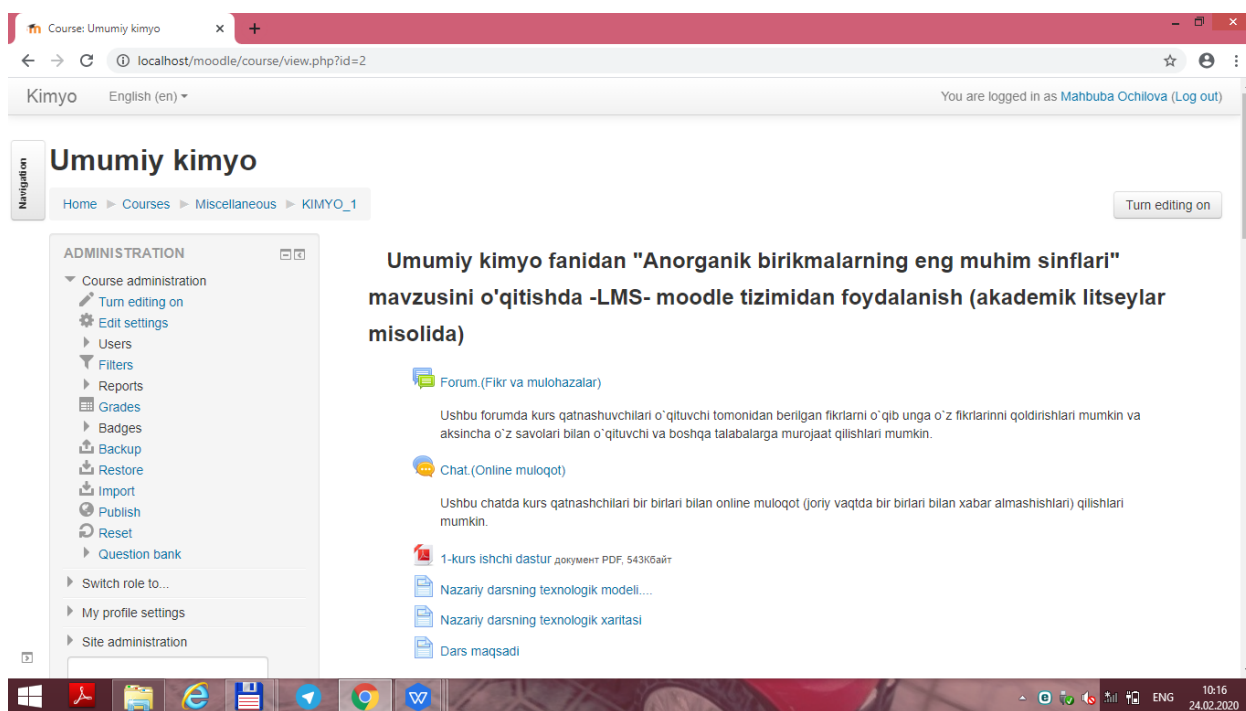 Course: Umumiy kimyo
localhost/moodle/course/view.php?id=2
Kimyo English (en)
You are logged in as Mahbuba Ochilova (Log out)
Navigation
Umumiy kimyo
Home Courses Miscellaneous KIMYO_1
Turn editing on
ADMINISTRATION
Course administration
Turn editing on
Edit settings
Users
Filters
Reports
Grades
Badges
Backup
Restore
Import
Publish
Reset
Question bank
Switch role to...
My profile settings
Site administration
Umumiy kimyo fanidan "Anorganik birikmalarning eng muhim sinflari"
mavzusini o'qitishda -LMS- moodle tizimidan foydalanish (akademik litseylar
misolida)
Forum.(Fikr va mulohazalar)
Ushbu forumda kurs qatnashuvchilari o`qituvchi tomonidan berilgan fikrlarni o`qib unga o`z fikrlarinni qoldirishlari mumkin va
aksincha o`z savolari bilan o`qituvchi va boshqa talabalarga murojaat qilishlari mumkin.
Chat.(Online muloqot)
Ushbu chatda kurs qatnashchilari bir birlari bilan online muloqot (joriy vaqtda bir birlari bilan xabar almashishlari) qilishlari
mumkin.
1-kurs ishchi dastur документ PDF, 543Кбайт
Nazariy darsning texnologik modeli....
Nazariy darsning texnologik xaritasi
Dars maqsadi
ENG
10:16
24.02.2020